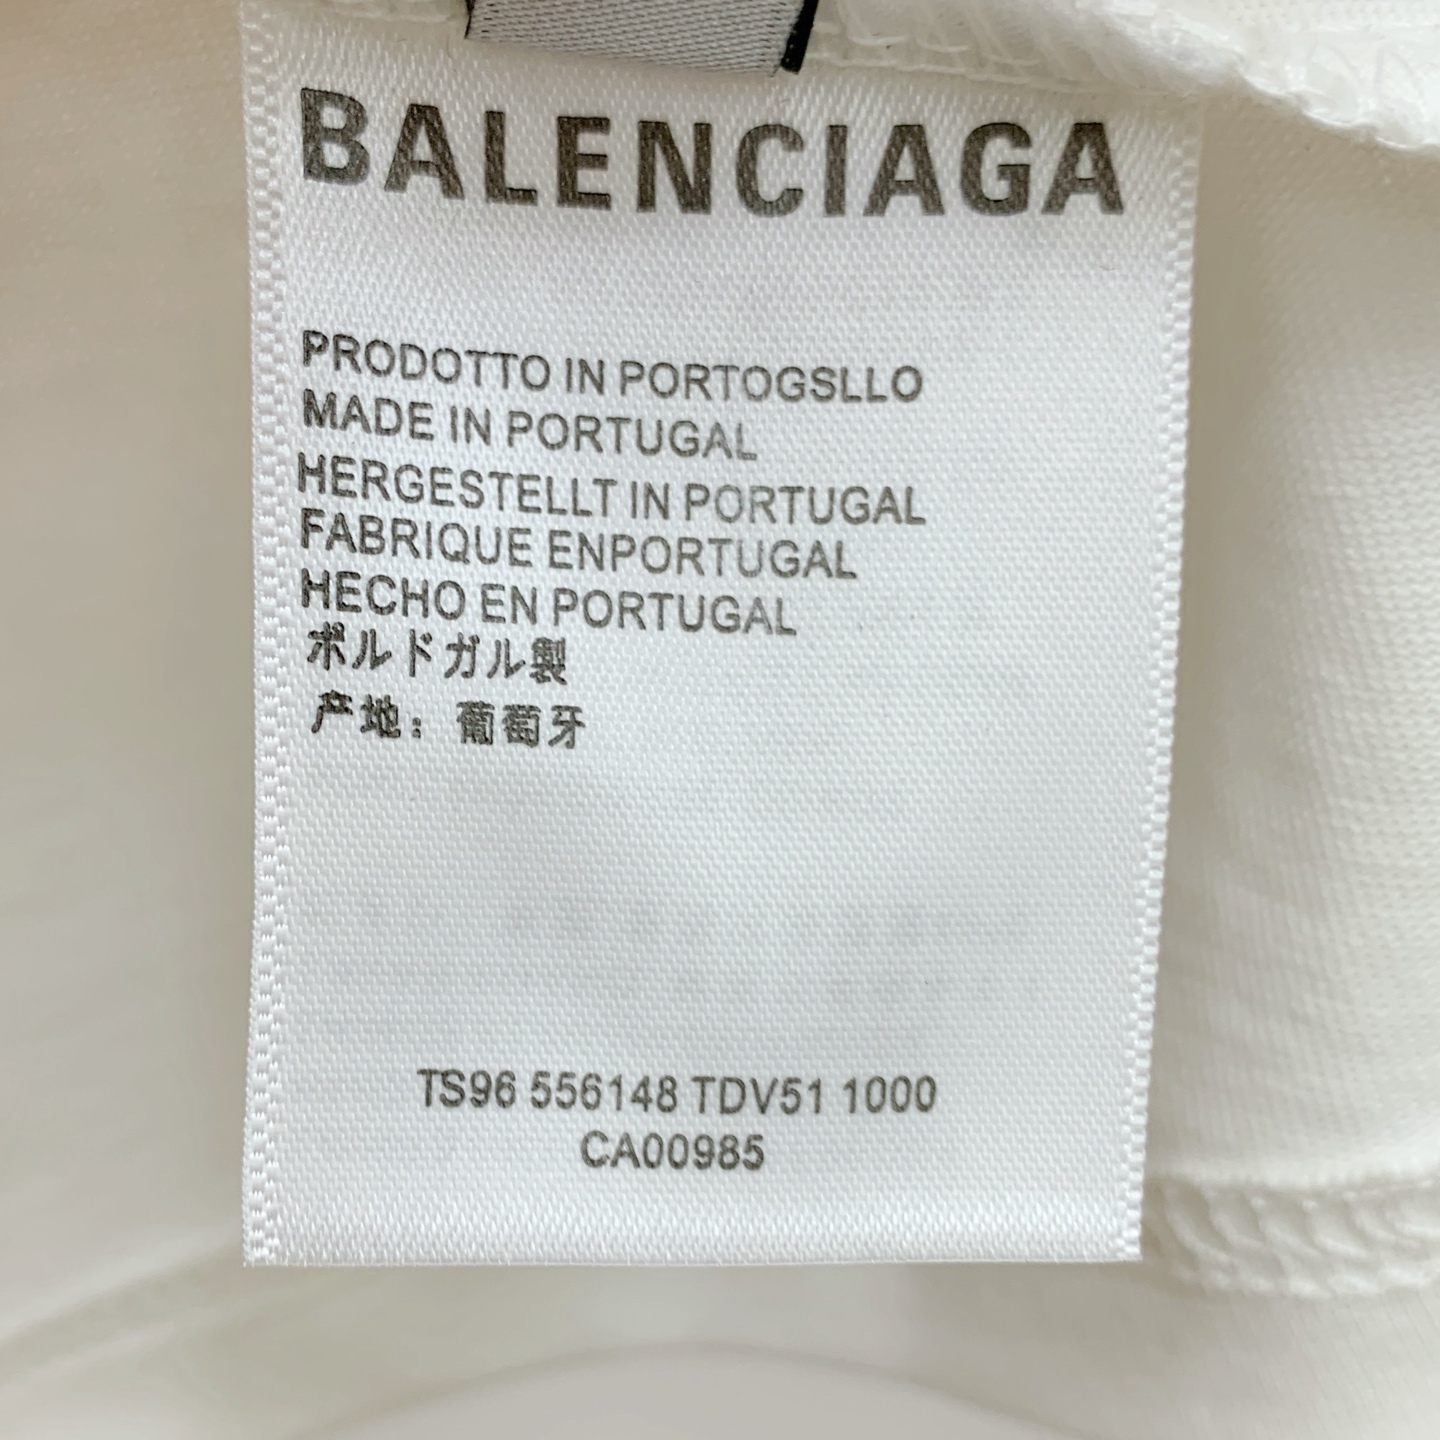 BALENCIAGA
PRODOTTO IN PORTOGSLLO
MADE IN PORTUGAL
HERGESTELLT IN PORTUGAL
FABRIQUE ENPORTUGAL
HECHO EN PORTUGAL
ポルドガル製
产地：葡萄牙
TS96 556148 TDV51 1000
CA00985